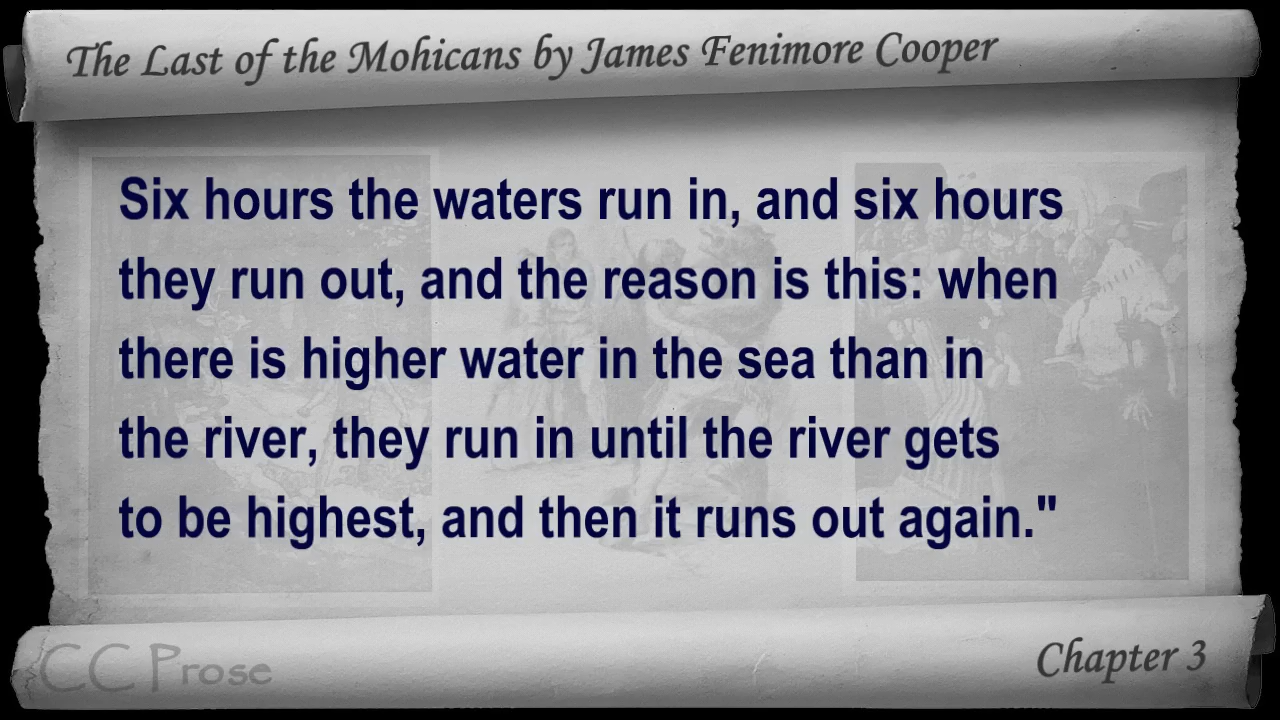 The Last of the Mohicans by James Fenimore Cooper
Six hours the waters run in, and six hours
they run out, and the reason is this: when
there is higher water in the sea than in
the river, they run in until the river gets
to be highest, and then it runs out again."
CC Prose
Chapter 3